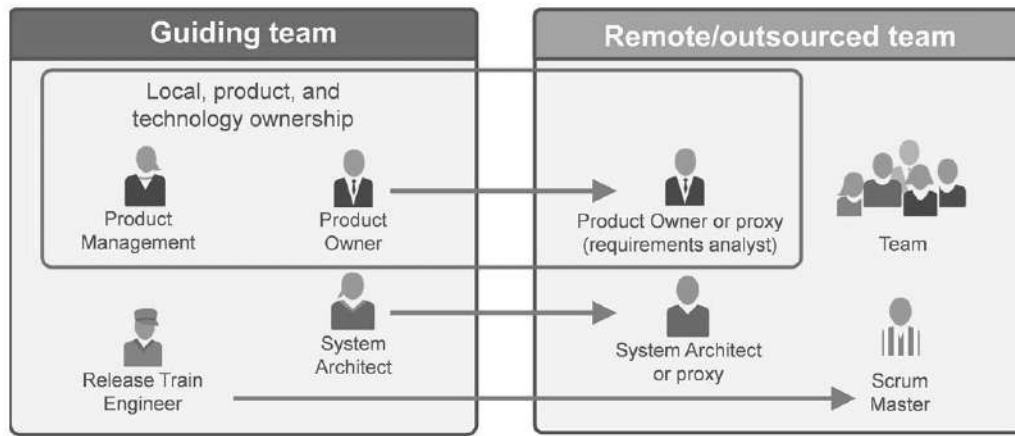 Guiding team
Remote/outsourced team
Local, product, and
technology ownership
Product
Management
Product
Owner
Product Owner or proxy
(requirements analyst)
Team
Release Train
Engineer
System
Architect
System Architect
or proxy
Scrum
Master